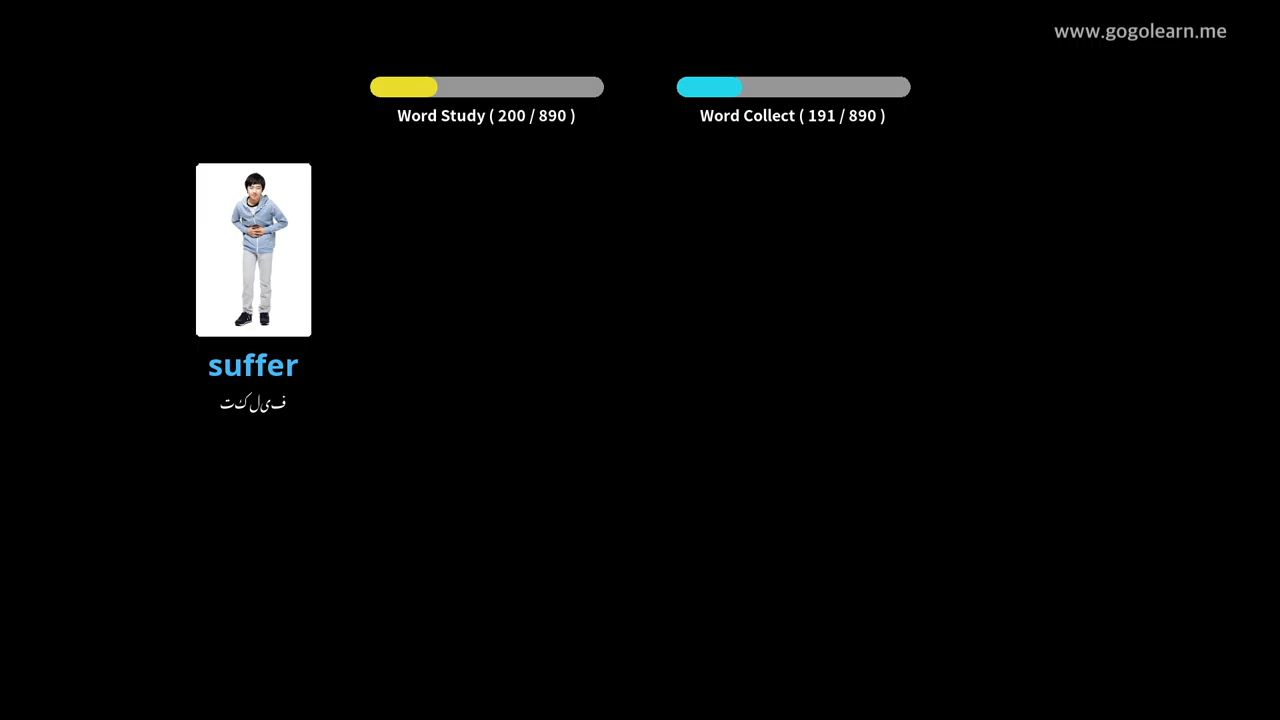 www.gogolearn.me
Word Study ( 200 / 890 )
Word Collect ( 191 / 890 )
suffer
تکلیف